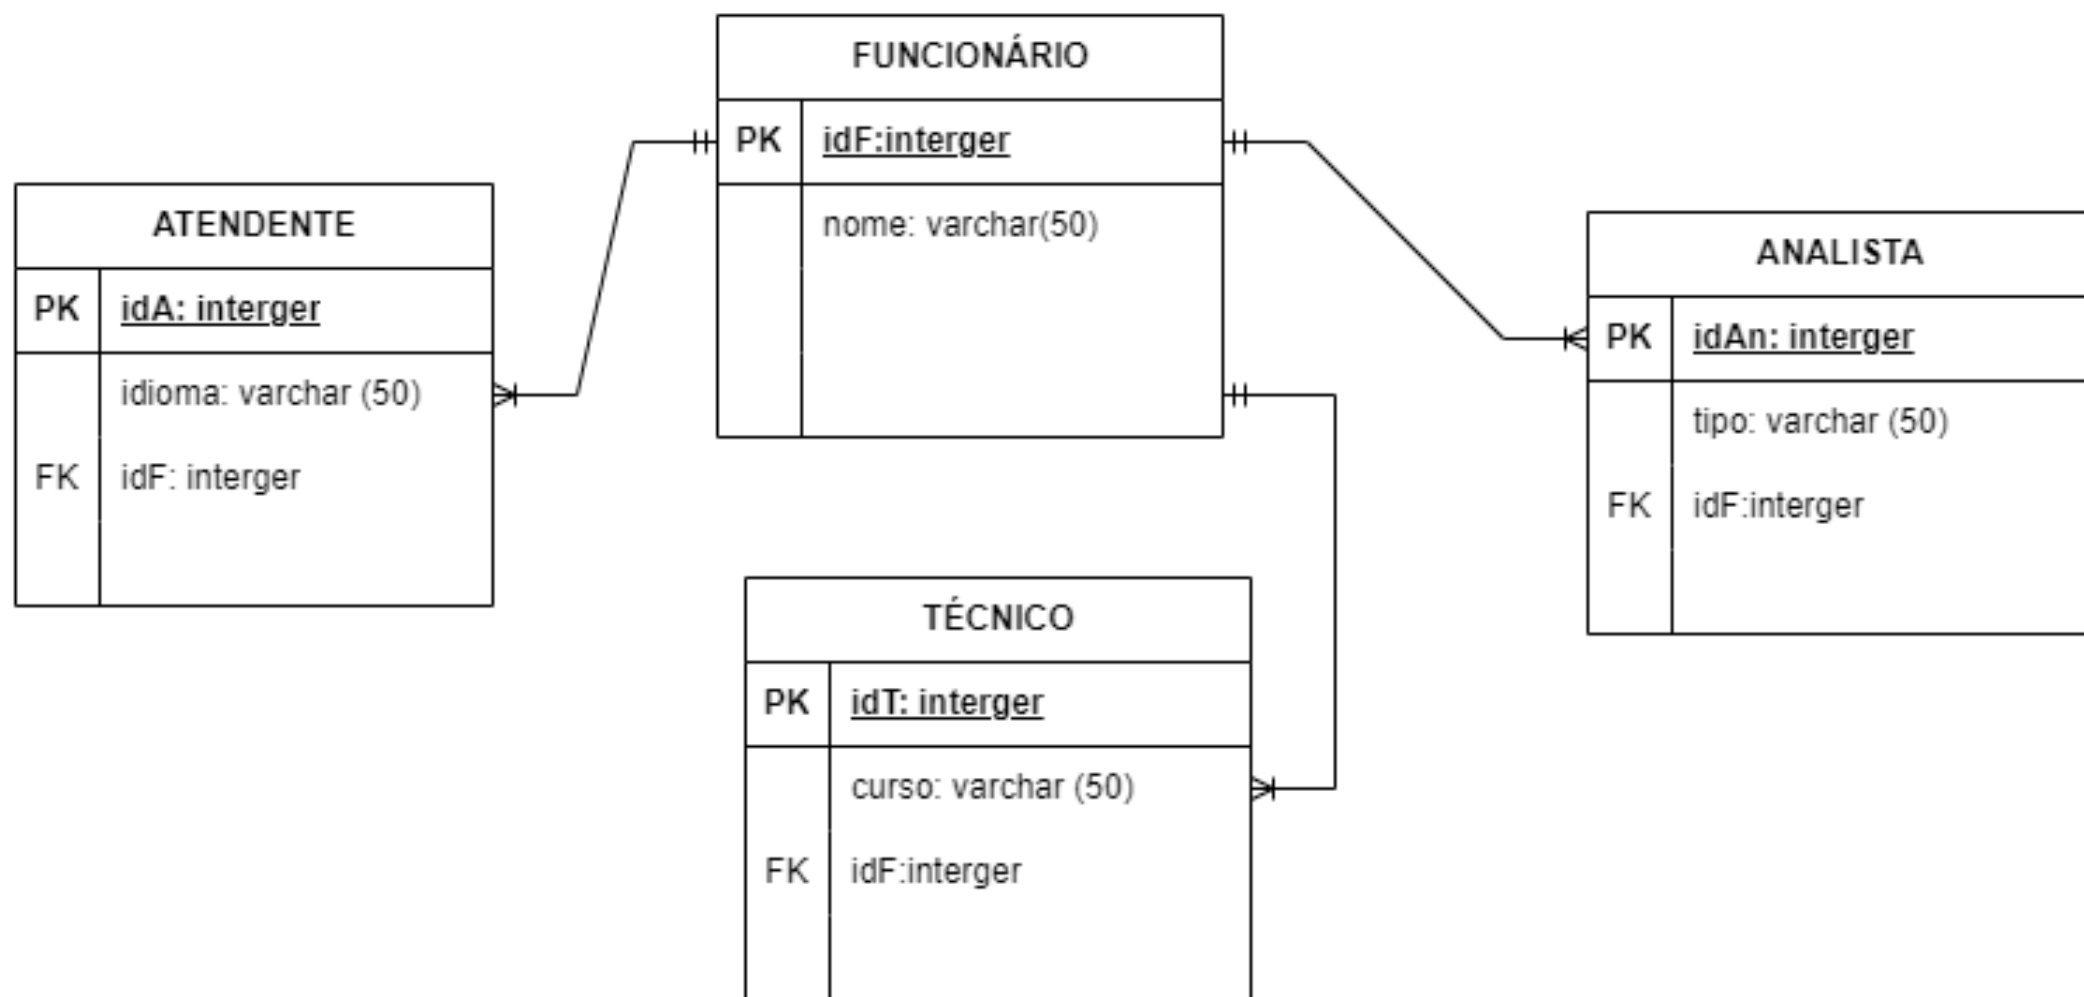 FUNCIONÁRIO
PK idF:interger
nome: varchar(50)
ATENDENTE
PK idA: interger
idioma: varchar (50)
FK idF: interger
ANALISTA
PK idAn: interger
tipo: varchar (50)
FK idF:interger
TÉCNICO
PK idT: interger
curso: varchar (50)
FK idF:interger